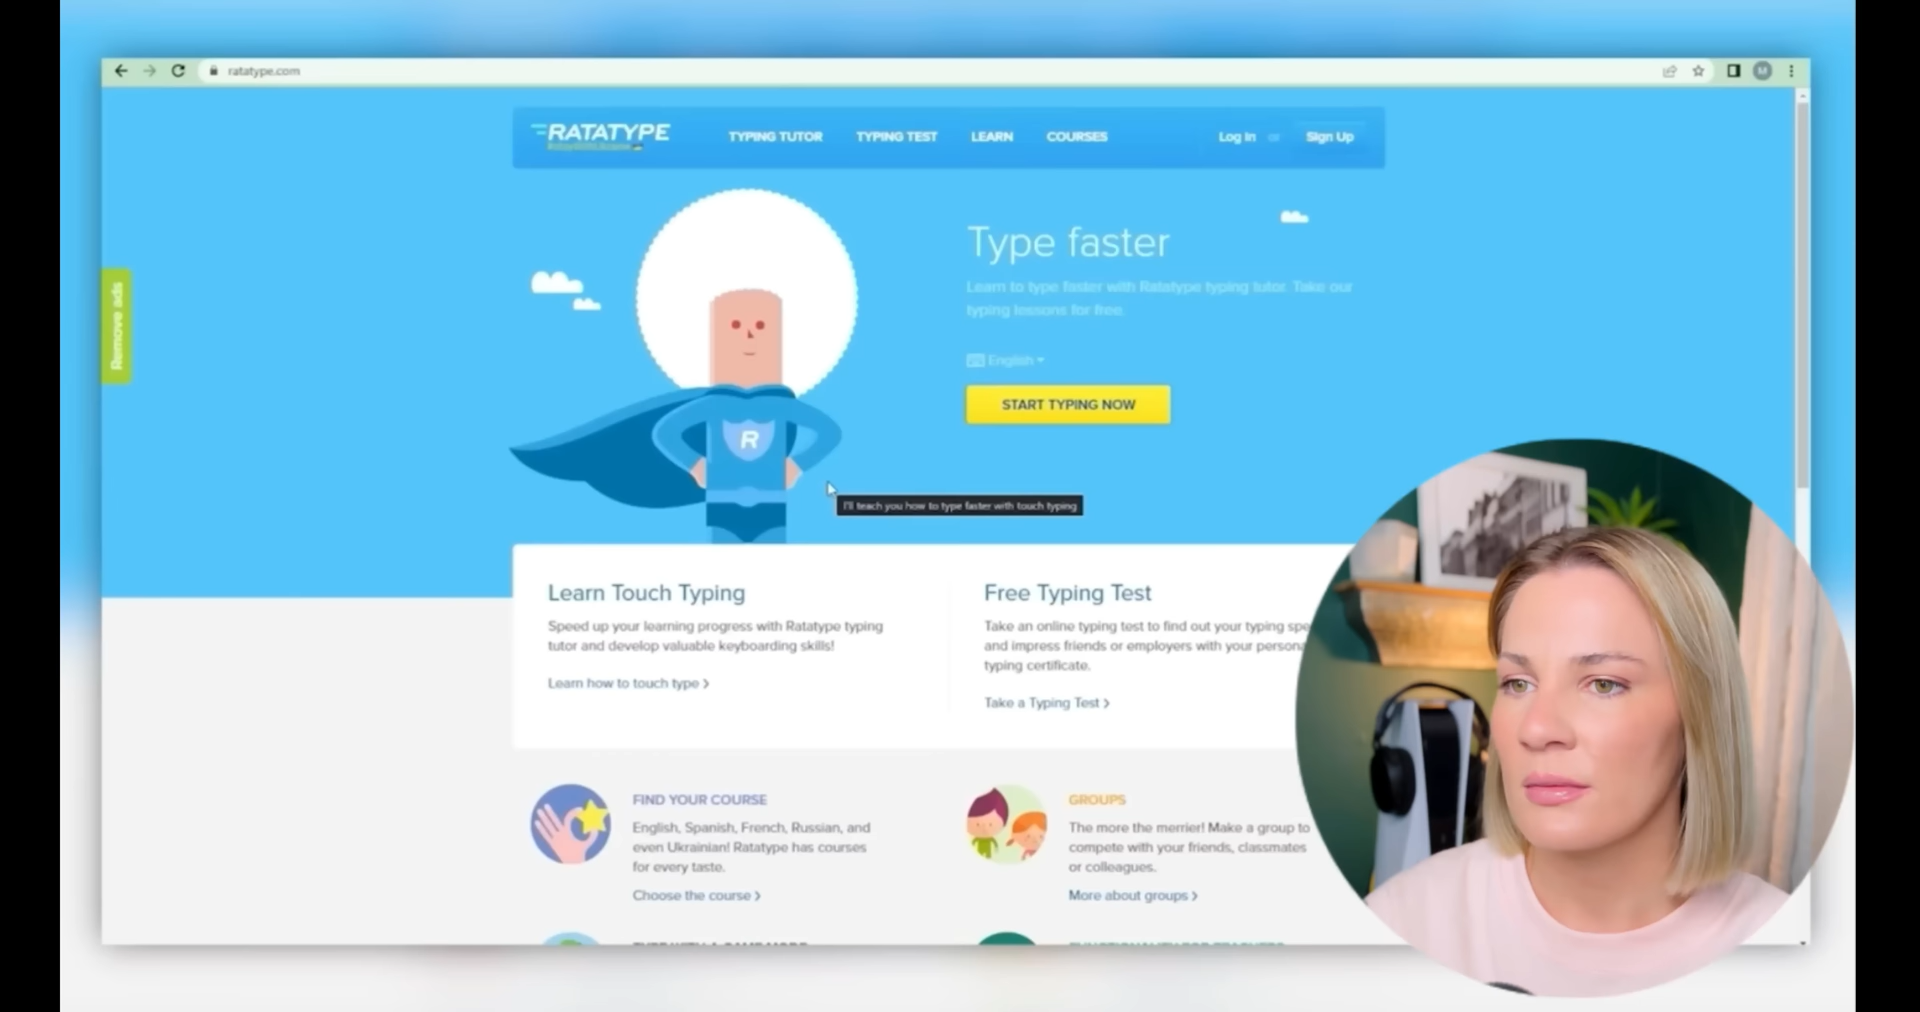 ratatype.com
M
RATATYPE
TYPING TUTOR
TYPING TEST
LEARN
COURSES
Log In or Sign Up
Remove ads
Type faster
Learn to type faster with Ratatype typing tutor. Take our
typing lessons for free.
English
START TYPING NOW
R
I'll teach you how to type faster with touch typing
Learn Touch Typing
Speed up your learning progress with Ratatype typing
tutor and develop valuable keyboarding skills!
Learn how to touch type >
Free Typing Test
Take an online typing test to find out your typing spe
and impress friends or employers with your persona
typing certificate.
Take a Typing Test >
FIND YOUR COURSE
English, Spanish, French, Russian, and
even Ukrainian! Ratatype has courses
for every taste.
Choose the course >
GROUPS
The more the merrier! Make a group to
compete with your friends, classmates
or colleagues.
More about groups >